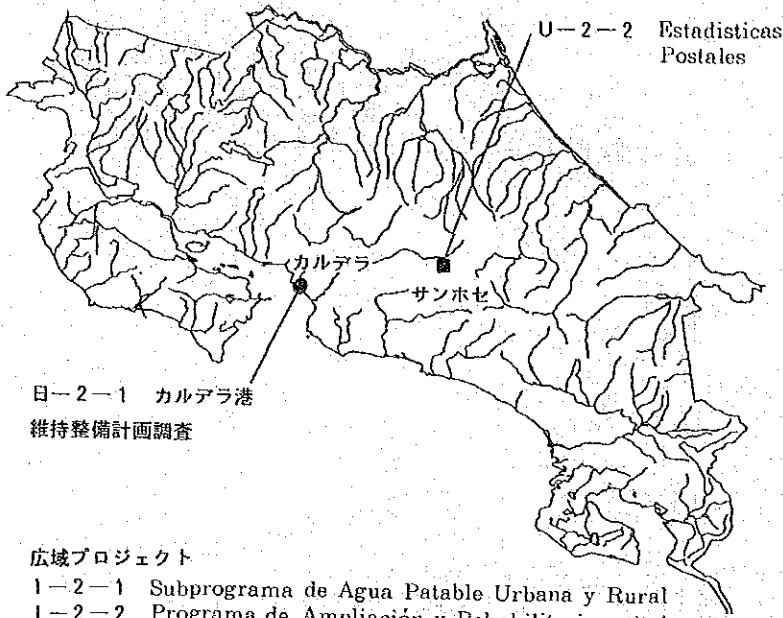 U-2-2 Estadisticas
Postales
カルデラ
サンホセ
日-2-1 カルデラ港
維持整備計画調査
広域プロジェクト
1-2-1 Subprograma de Agua Patable Urbana y Rural
1-2-2 Programa de Ampliación y